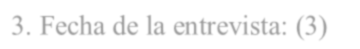 3. Fecha de la entrevista: (3)